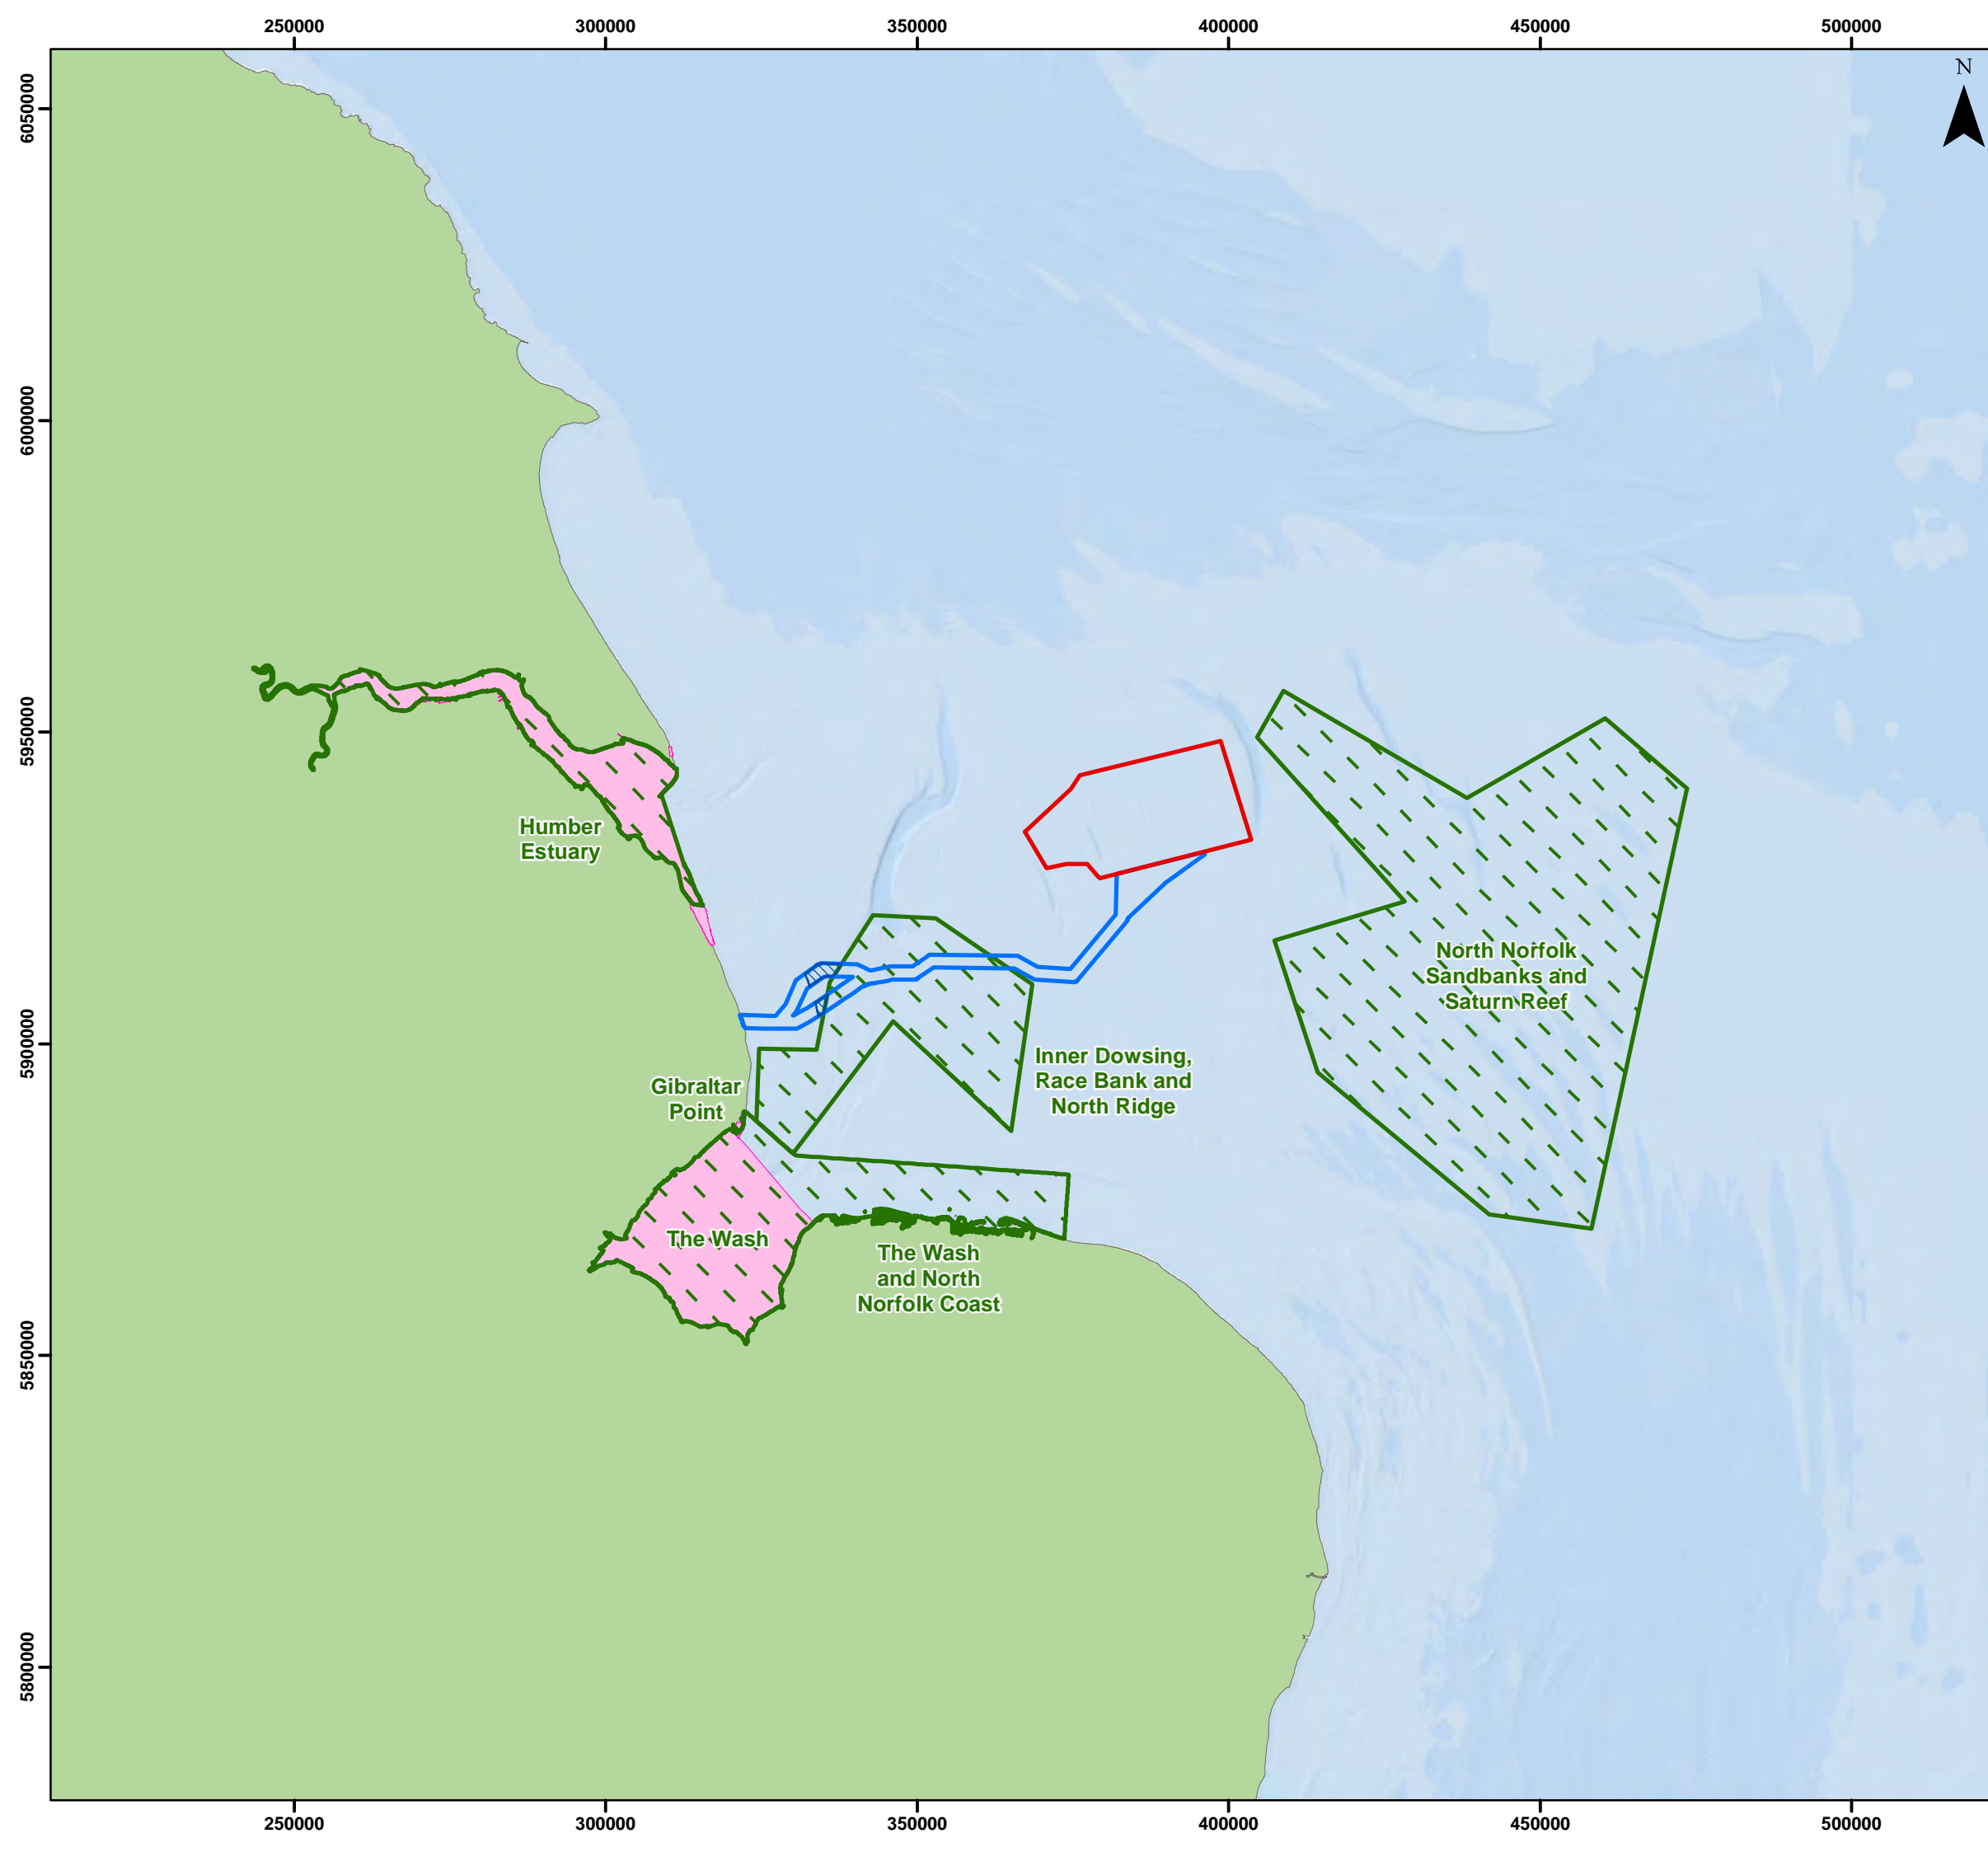 250000 300000 350000 400000 450000 500000
N
6050000
6000000
5950000
5900000
5850000
5800000
Humber
Estuary
North Norfolk
Sandbanks and
Saturn Reef
Inner Dowsing,
Race Bank and
North Ridge
Gibraltar
Point
The Wash
The Wash
and North
Norfolk Coast
250000 300000 350000 400000 450000 500000